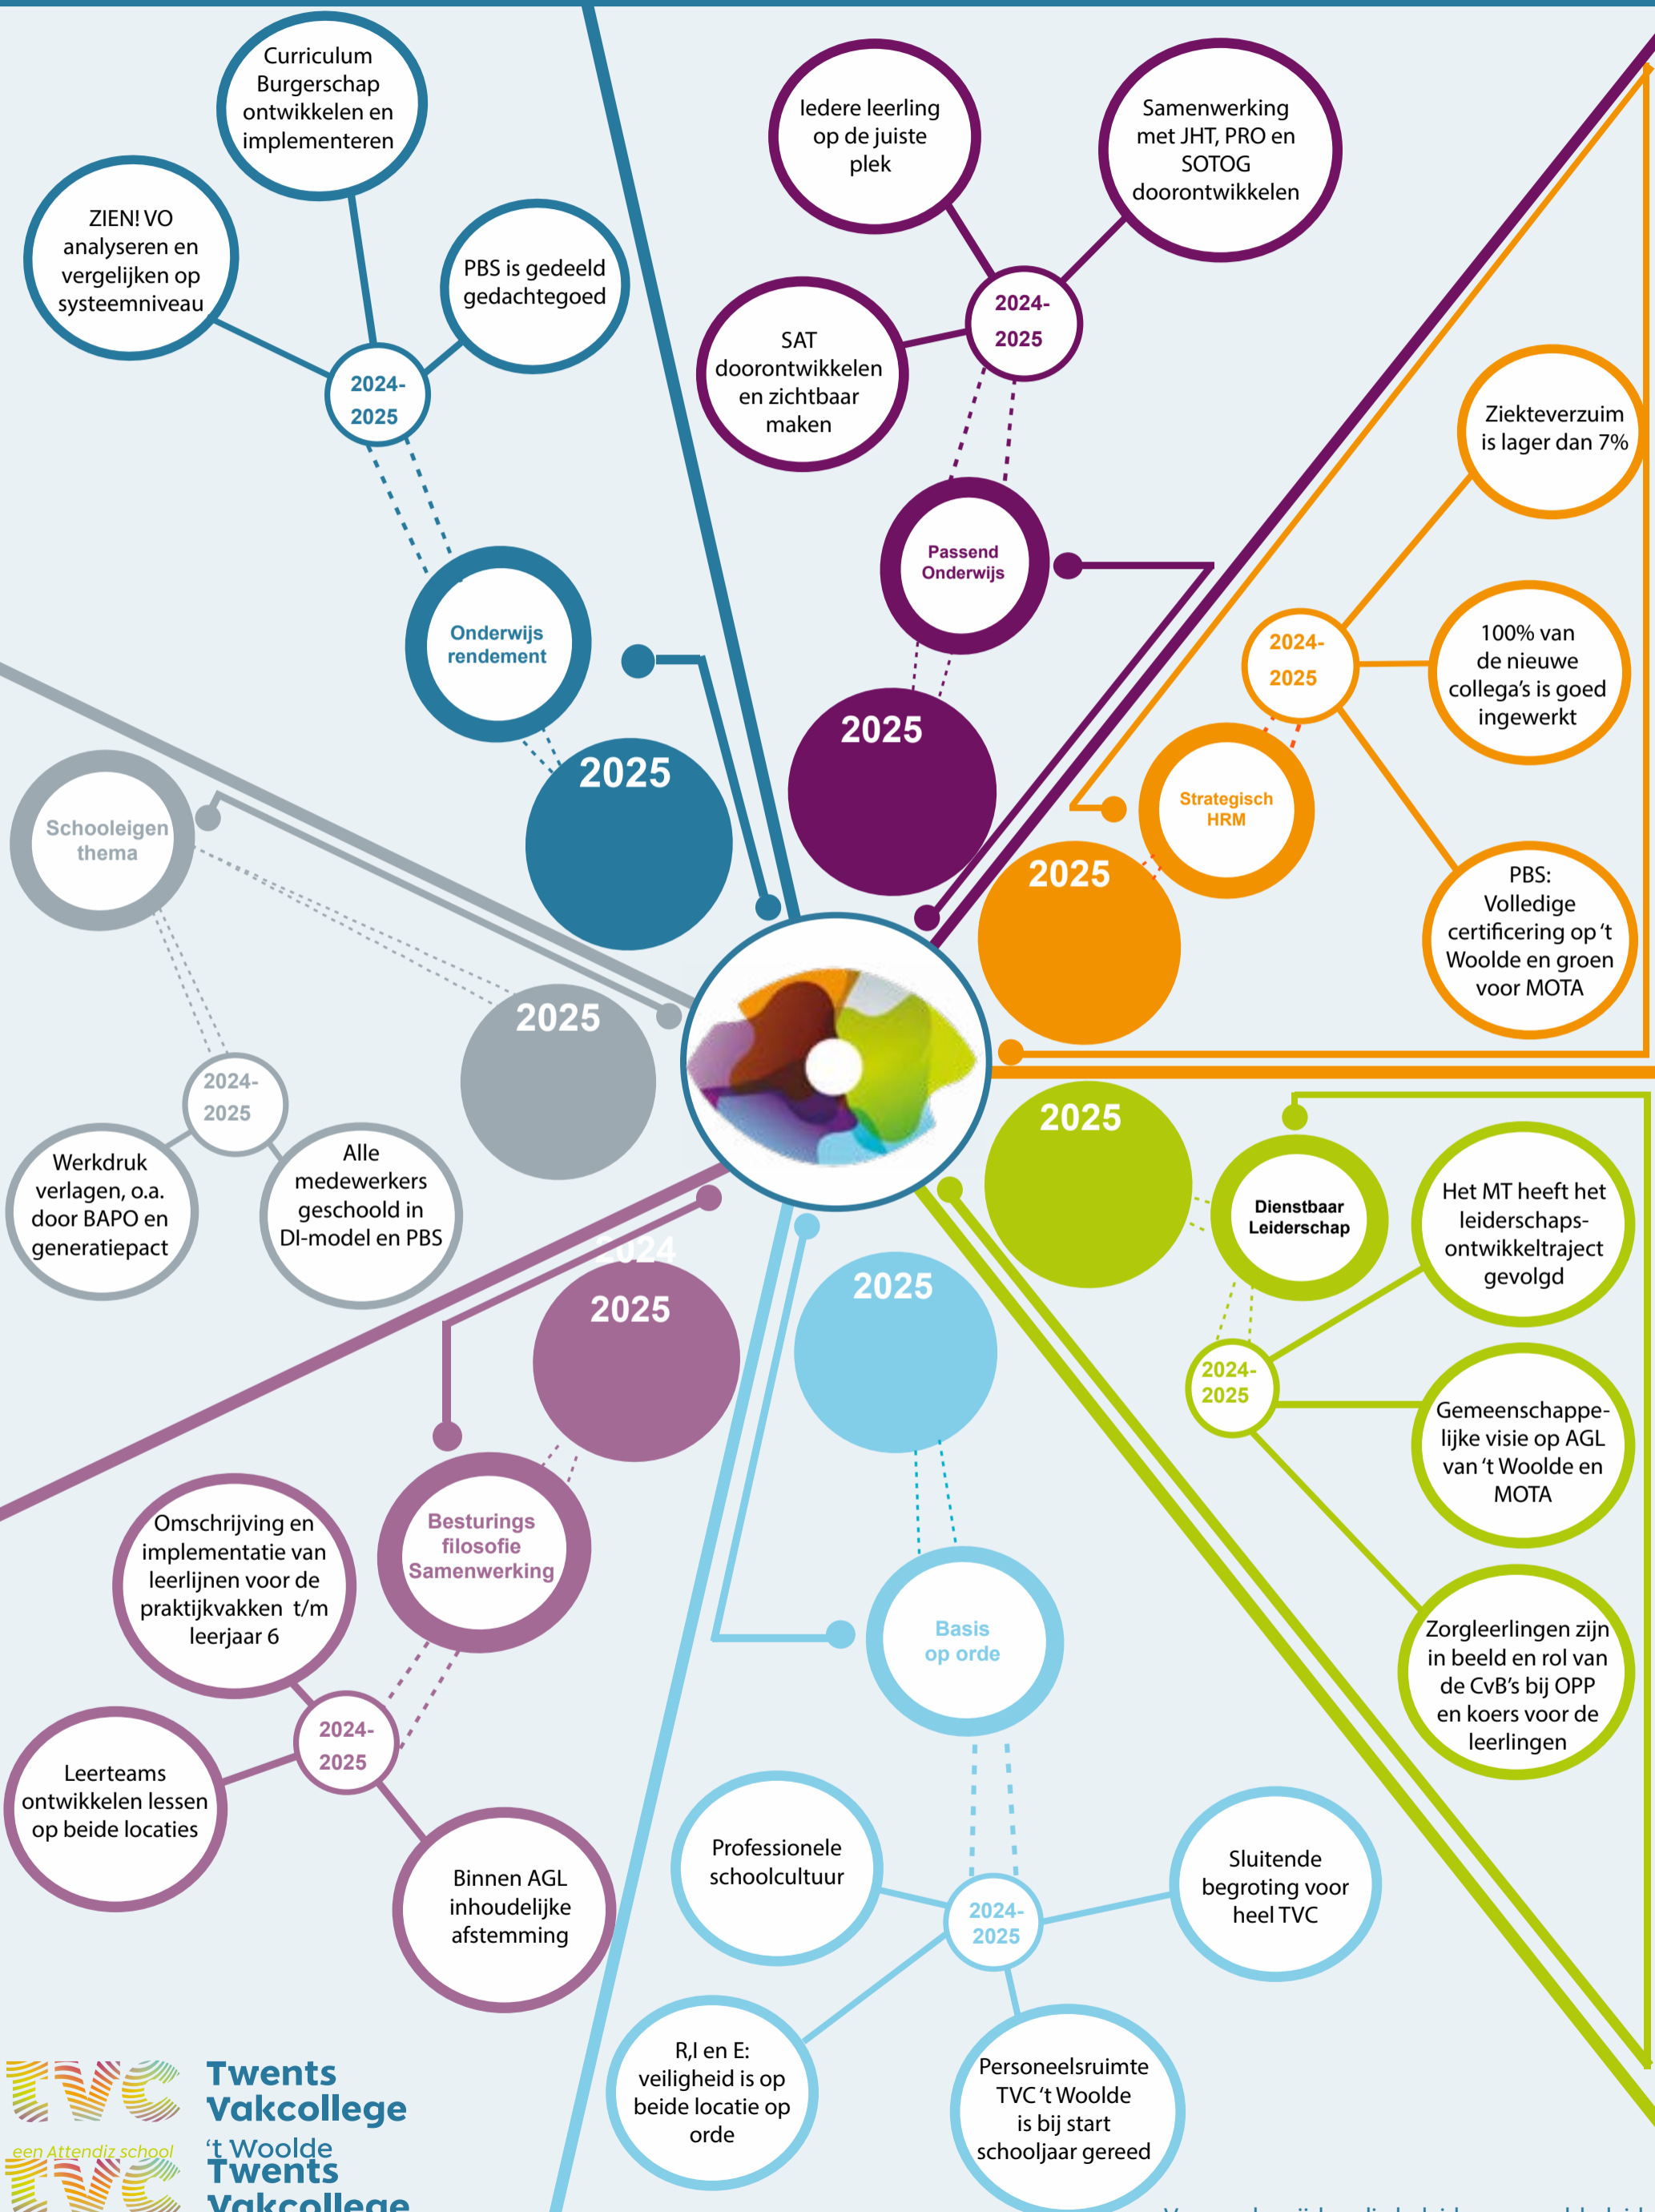 Curriculum
Burgerschap
ontwikkelen en
implementeren
ZIEN! VO
analyseren en
vergelijken op
systeemniveau
PBS is gedeeld
gedachtegoed
2024-
2025
Onderwijs
rendement
2025
Iedere leerling
op de juiste
plek
Samenwerking
met JHT, PRO en
SOTOG
doorontwikkelen
SAT
doorontwikkelen
en zichtbaar
maken
2024-
2025
Passend
Onderwijs
2025
Ziekteverzuim
is lager dan 7%
100% van
de nieuwe
collega's is goed
ingewerkt
PBS:
Volledige
certificering op 't
Woolde en groen
voor MOTA
2024-
2025
Strategisch
HRM
2025
Schooleigen
thema
2025
2024-
2025
Werkdruk
verlagen, o.a.
door BAPO en
generatiepact
Alle
medewerkers
geschoold in
DI-model en PBS
2025
Dienstbaar
Leiderschap
2024-
2025
Het MT heeft het
leiderschaps-
ontwikkeltraject
gevolgd
Gemeenschappe-
lijke visie op AGL
van 't Woolde en
MOTA
Zorgleerlingen zijn
in beeld en rol van
de CvB's bij OPP
en koers voor de
leerlingen
2024
2025
Besturings
filosofie
Samenwerking
2024-
2025
Omschrijving en
implementatie van
leerlijnen voor de
praktijkvakken t/m
leerjaar 6
Leerteams
ontwikkelen lessen
op beide locaties
Binnen AGL
inhoudelijke
afstemming
2025
Basis
op orde
2024-
2025
Professionele
schoolcultuur
Sluitende
begroting voor
heel TVC
R,I en E:
veiligheid is op
beide locatie op
orde
Personeelsruimte
TVC 't Woolde
is bij start
schooljaar gereed
TVC
Twents
Vakcollege
een Attendiz school
't Woolde
TVC
Twents
Vakcollege